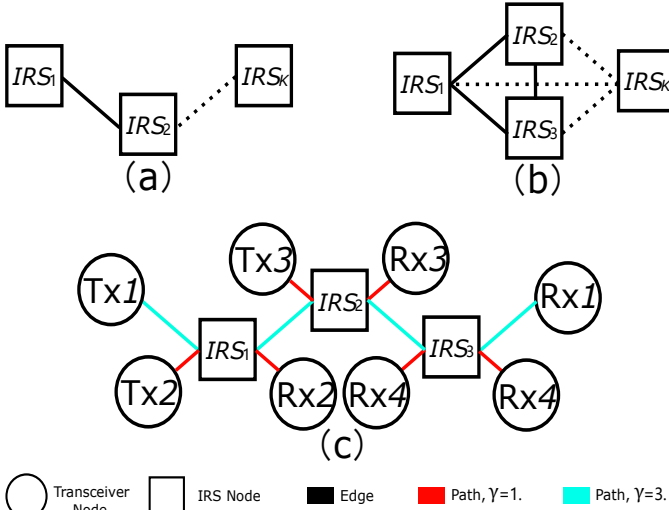 IRS1
IRS2
IRSK
(a)
IRS1
IRS2
IRS3
IRSK
(b)
Tx1
Tx2
Tx3
Rx3
Rx1
IRS1
IRS2
IRS3
Rx2
Rx4
Rx4
(c)
Transceiver
Node
IRS Node
Edge
Path, γ=1.
Path, γ=3.